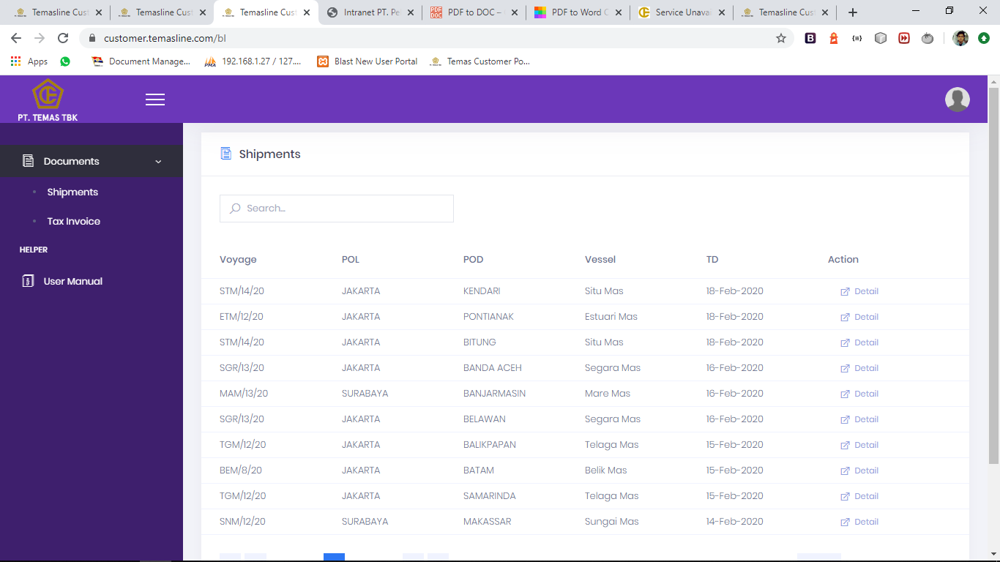 Temasline Cust
Temasline Cust
Temasline Cust
Intranet PT. Pe
PDF to DOC –
PDF to Word C
Service Unava
Temasline Cust
customer.temasline.com/bl
Apps
Document Manage...
PMA
192.168.1.27 / 127....
Blast New User Portal
Temas Customer Po...
PT. TEMAS TBK
Documents
Shipments
Tax Invoice
HELPER
User Manual
Shipments
Search...
Voyage POL POD Vessel TD Action
STM/14/20 JAKARTA KENDARI Situ Mas 18-Feb-2020 Detail
ETM/12/20 JAKARTA PONTIANAK Estuari Mas 18-Feb-2020 Detail
STM/14/20 JAKARTA BITUNG Situ Mas 18-Feb-2020 Detail
SGR/13/20 JAKARTA BANDA ACEH Segara Mas 16-Feb-2020 Detail
MAM/13/20 SURABAYA BANJARMASIN Mare Mas 16-Feb-2020 Detail
SGR/13/20 JAKARTA BELAWAN Segara Mas 16-Feb-2020 Detail
TGM/12/20 JAKARTA BALIKPAPAN Telaga Mas 15-Feb-2020 Detail
BEM/8/20 JAKARTA BATAM Belik Mas 15-Feb-2020 Detail
TGM/12/20 JAKARTA SAMARINDA Telaga Mas 15-Feb-2020 Detail
SNM/12/20 SURABAYA MAKASSAR Sungai Mas 14-Feb-2020 Detail